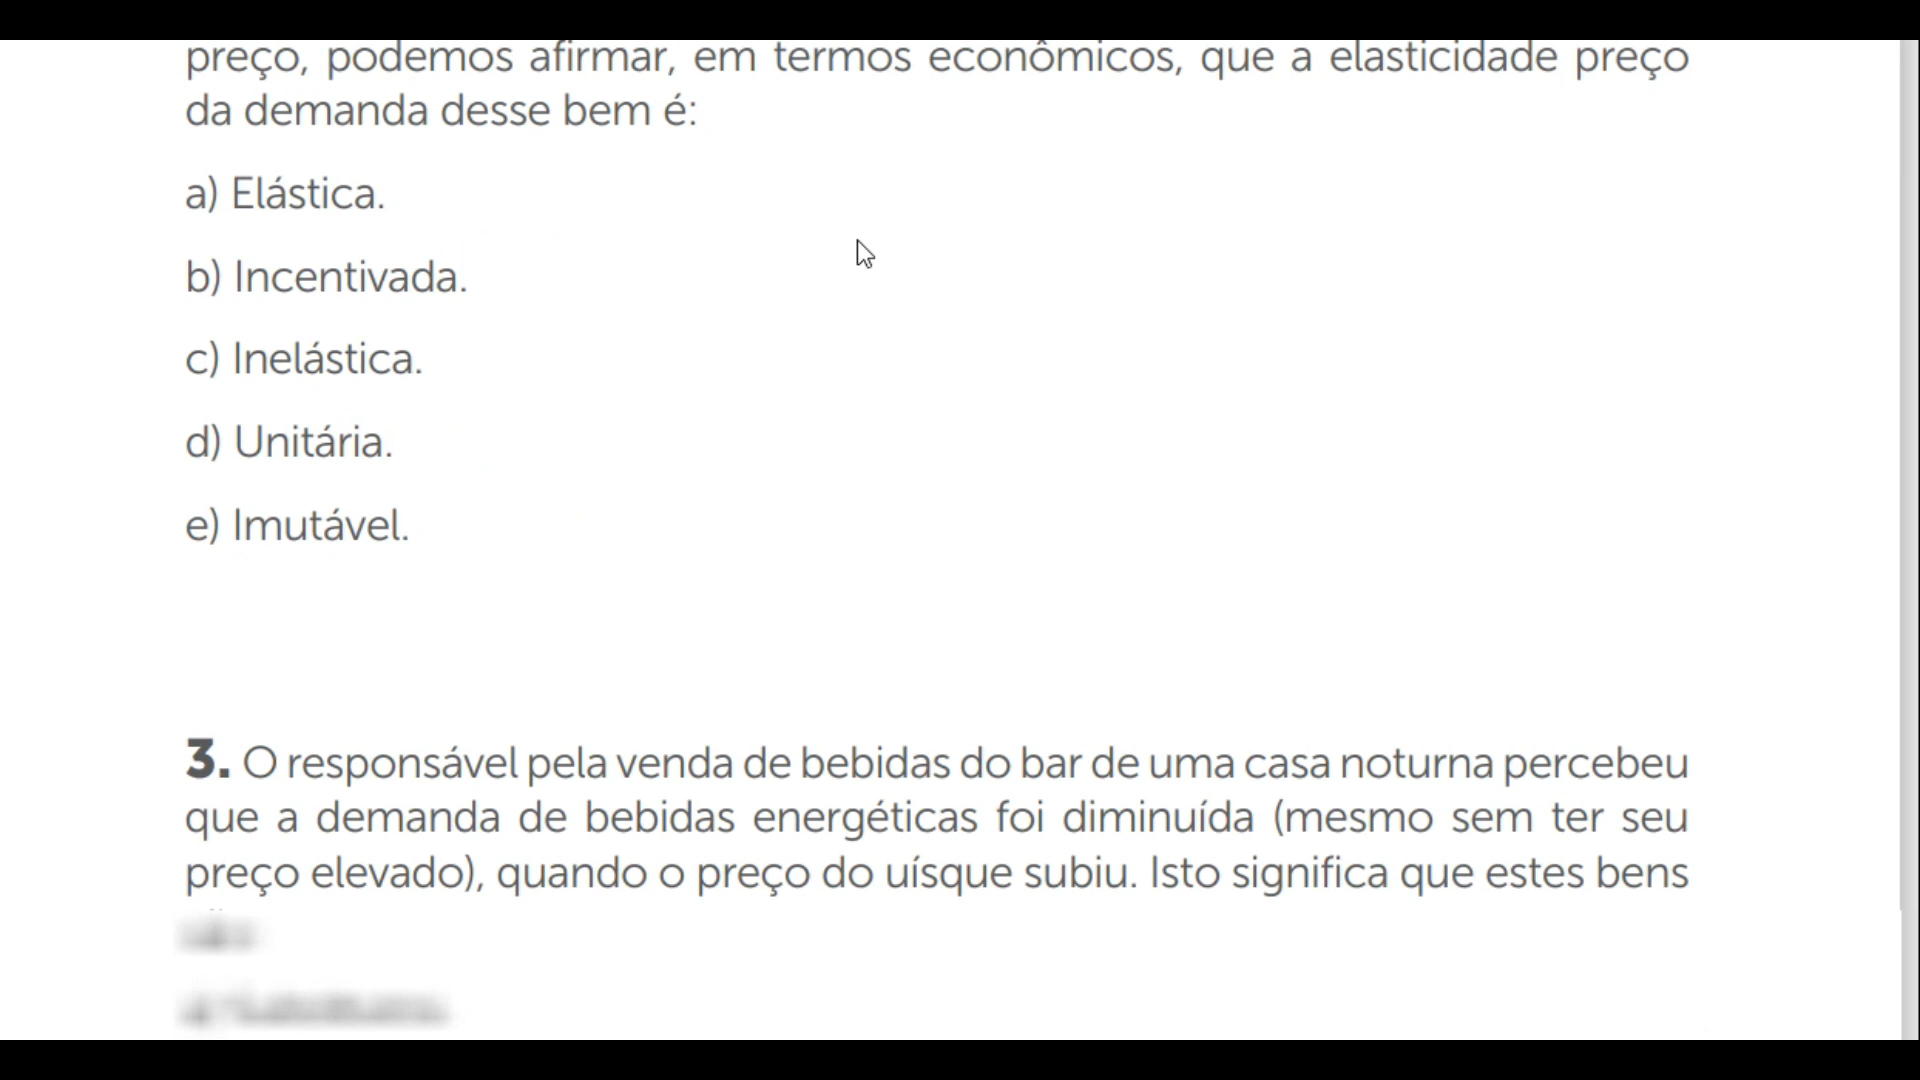 preço, podemos afirmar, em termos econômicos, que a elasticidade preço
da demanda desse bem é:
a) Elástica.
b) Incentivada.
c) Inelástica.
d) Unitária.
e) Imutável.
3. O responsável pela venda de bebidas do bar de uma casa noturna percebeu
que a demanda de bebidas energéticas foi diminuída (mesmo sem ter seu
preço elevado), quando o preço do uísque subiu. Isto significa que estes bens